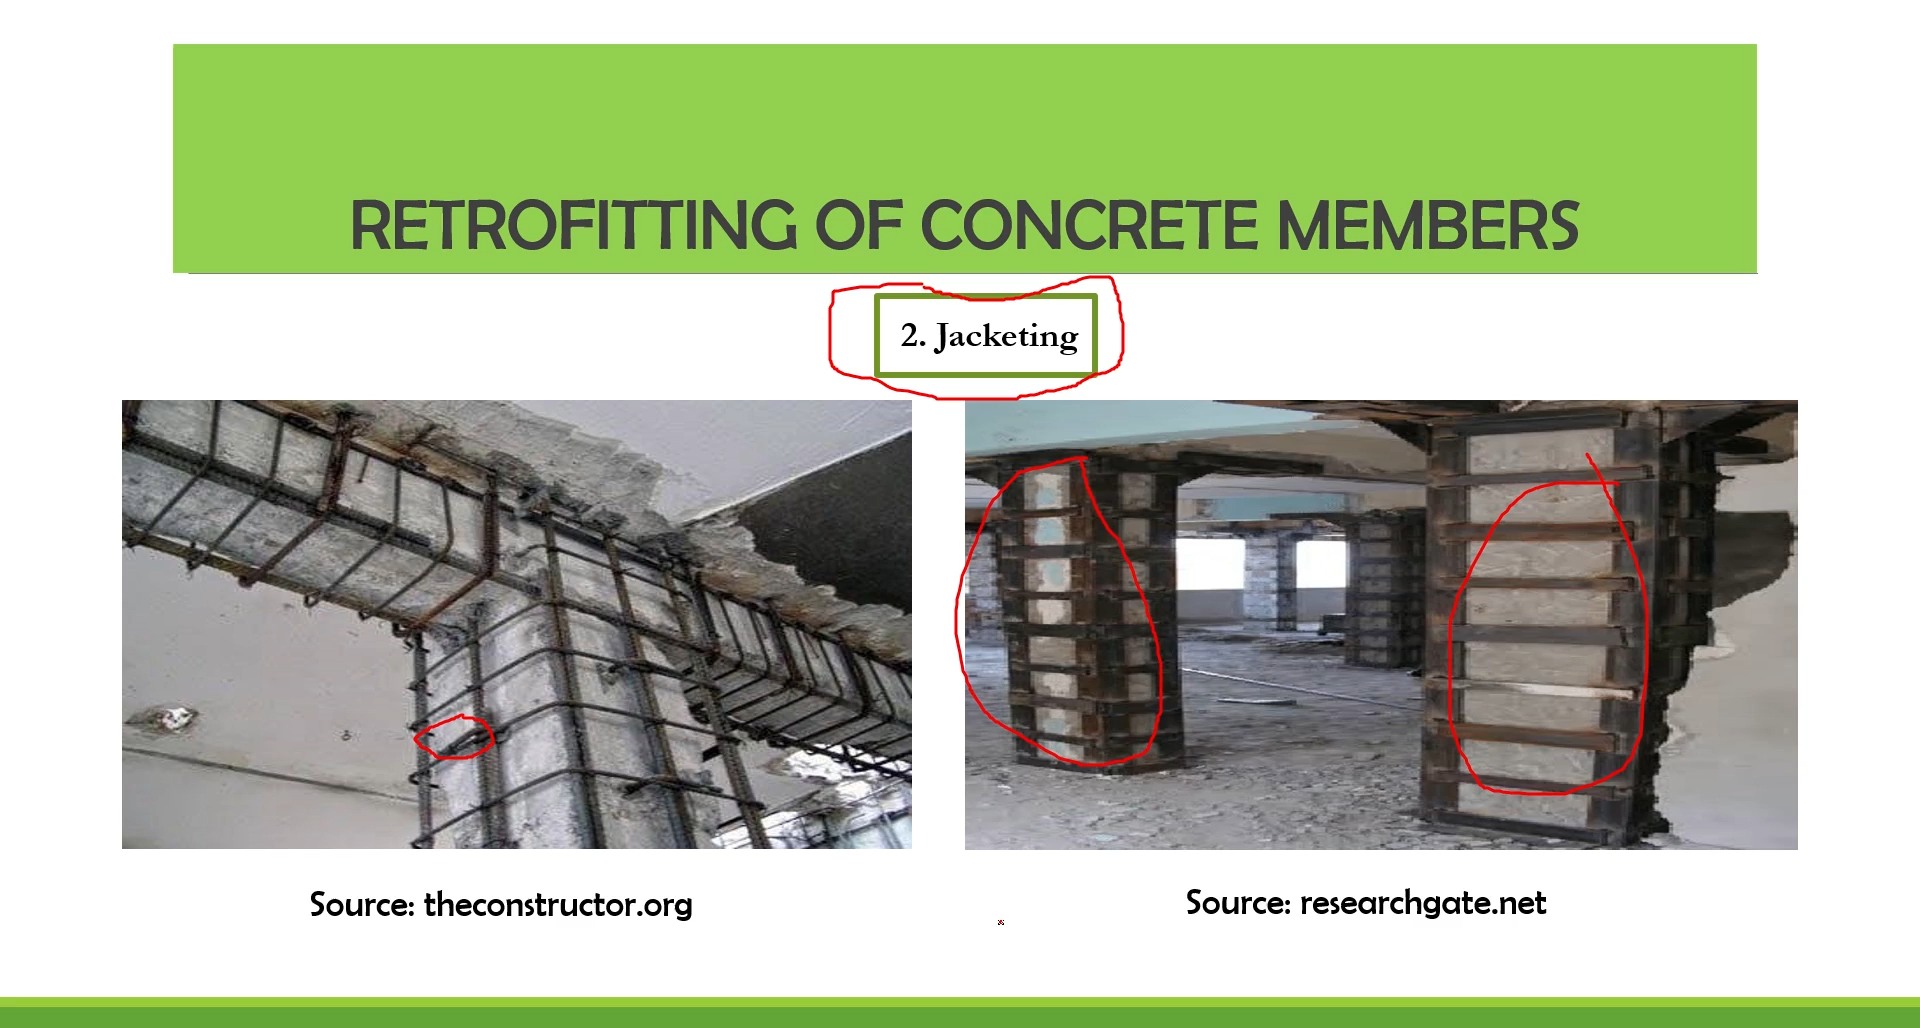 RETROFITTING OF CONCRETE MEMBERS
2. Jacketing
Source: theconstructor.org
Source: researchgate.net